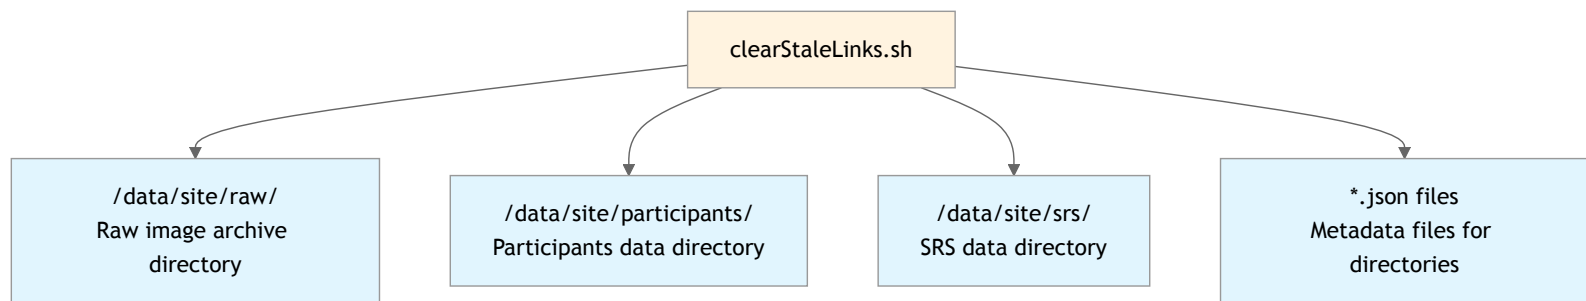 clearStaleLinks.sh
/data/site/raw/
Raw image archive
directory
/data/site/participants/
Participants data directory
/data/site/srs/
SRS data directory
*.json files
Metadata files for
directories